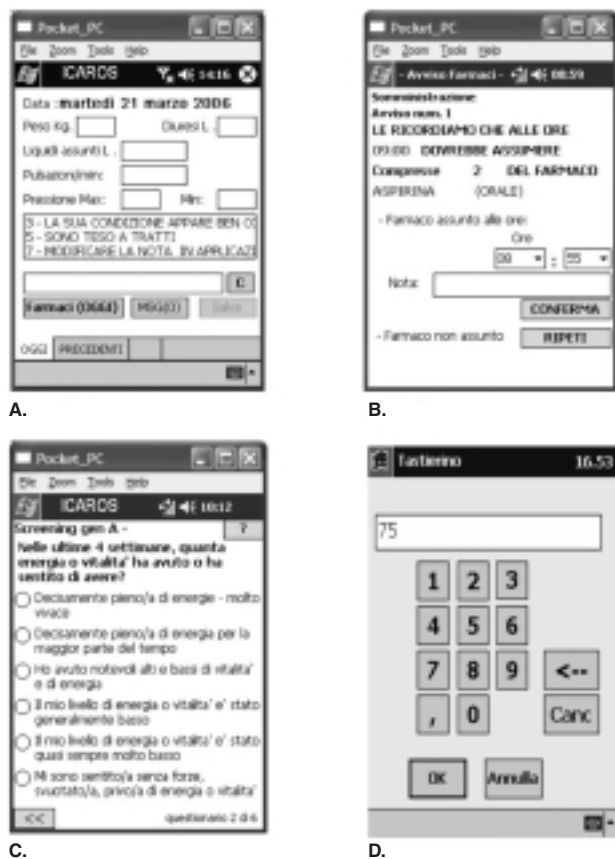 Pocket_PC
File Zoom Tools Help
ICAROS 14:16
Data :martedi 21 marzo 2006
Peso Kg. Diuresi L.
Liquidi assunti L.
Pulsazioni/min:
Pressione Max: Min:
3 - LA SUA CONDIZIONE APPARE BEN CO
5 - SONO TESO A TRATTI
7 - MODIFICARE LA NOTA IN APPLICAZI
C
Farmaci (OGGI) MSG(0) Salva
OGGI PRECEDENTI
A.
Pocket_PC
File Zoom Tools Help
- Avviso Farmaci - 08:59
Somministrazione
Avviso num. 1
LE RICORDIAMO CHE ALLE ORE
09:00 DOVREBBE ASSUMERE
Compresse 2 DEL FARMACO
ASPIRINA (ORALE)
- Farmaco assunto alle ore:
Ore
08 : 55
Nota:
CONFERMA
- Farmaco non assunto RIPETI
B.
Pocket_PC
File Zoom Tools Help
ICAROS 10:12
Screening gen A - ?
Nelle ultime 4 settimane, quanta
energia o vitalita' ha avuto o ha
sentito di avere?
Decisamente pieno/a di energie - molto
vivace
Decisamente pieno/a di energia per la
maggior parte del tempo
Ho avuto notevoli alti e bassi di vitalita'
e di energia
Il mio livello di energia o vitalita' e' stato
generalmente basso
Il mio livello di energia o vitalita' e' stato
quasi sempre molto basso
Mi sono sentito/a senza forze,
svuotato/a, privo/a di energia o vitalita'
<< questionario 2 di 6
C.
Tastierino 16.53
75
1 2 3
4 5 6
7 8 9 <--
, 0 Canc
OK Annulla
D.